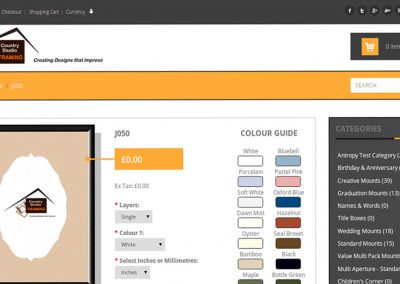 Checkout Shopping Cart Currency
Country
Studio
FRAMING
Creating Designs that Impress
0 item
/ J050
SEARCH
J050
£0.00
Ex Tax: £0.00
* Layers:
Single
* Colour 1:
White
* Select Inches or Millimetres:
Inches
COLOUR GUIDE
White Bluebell
Porcelain Pastel Pink
Soft White Oxford Blue
Dawn Mist Hazelnut
Oyster Seal Brown
Bamboo Black
Maple Bottle Green
CATEGORIES
Antropy Test Category (
Birthday & Anniversary
Creative Mounts (39)
Graduation Mounts (13)
Names & Words (0)
Title Boxes (0)
Wedding Mounts (18)
Standard Mounts (15)
Value Multi Pack Mounts
Multi Aperture - Standard
Children's Corner (0)